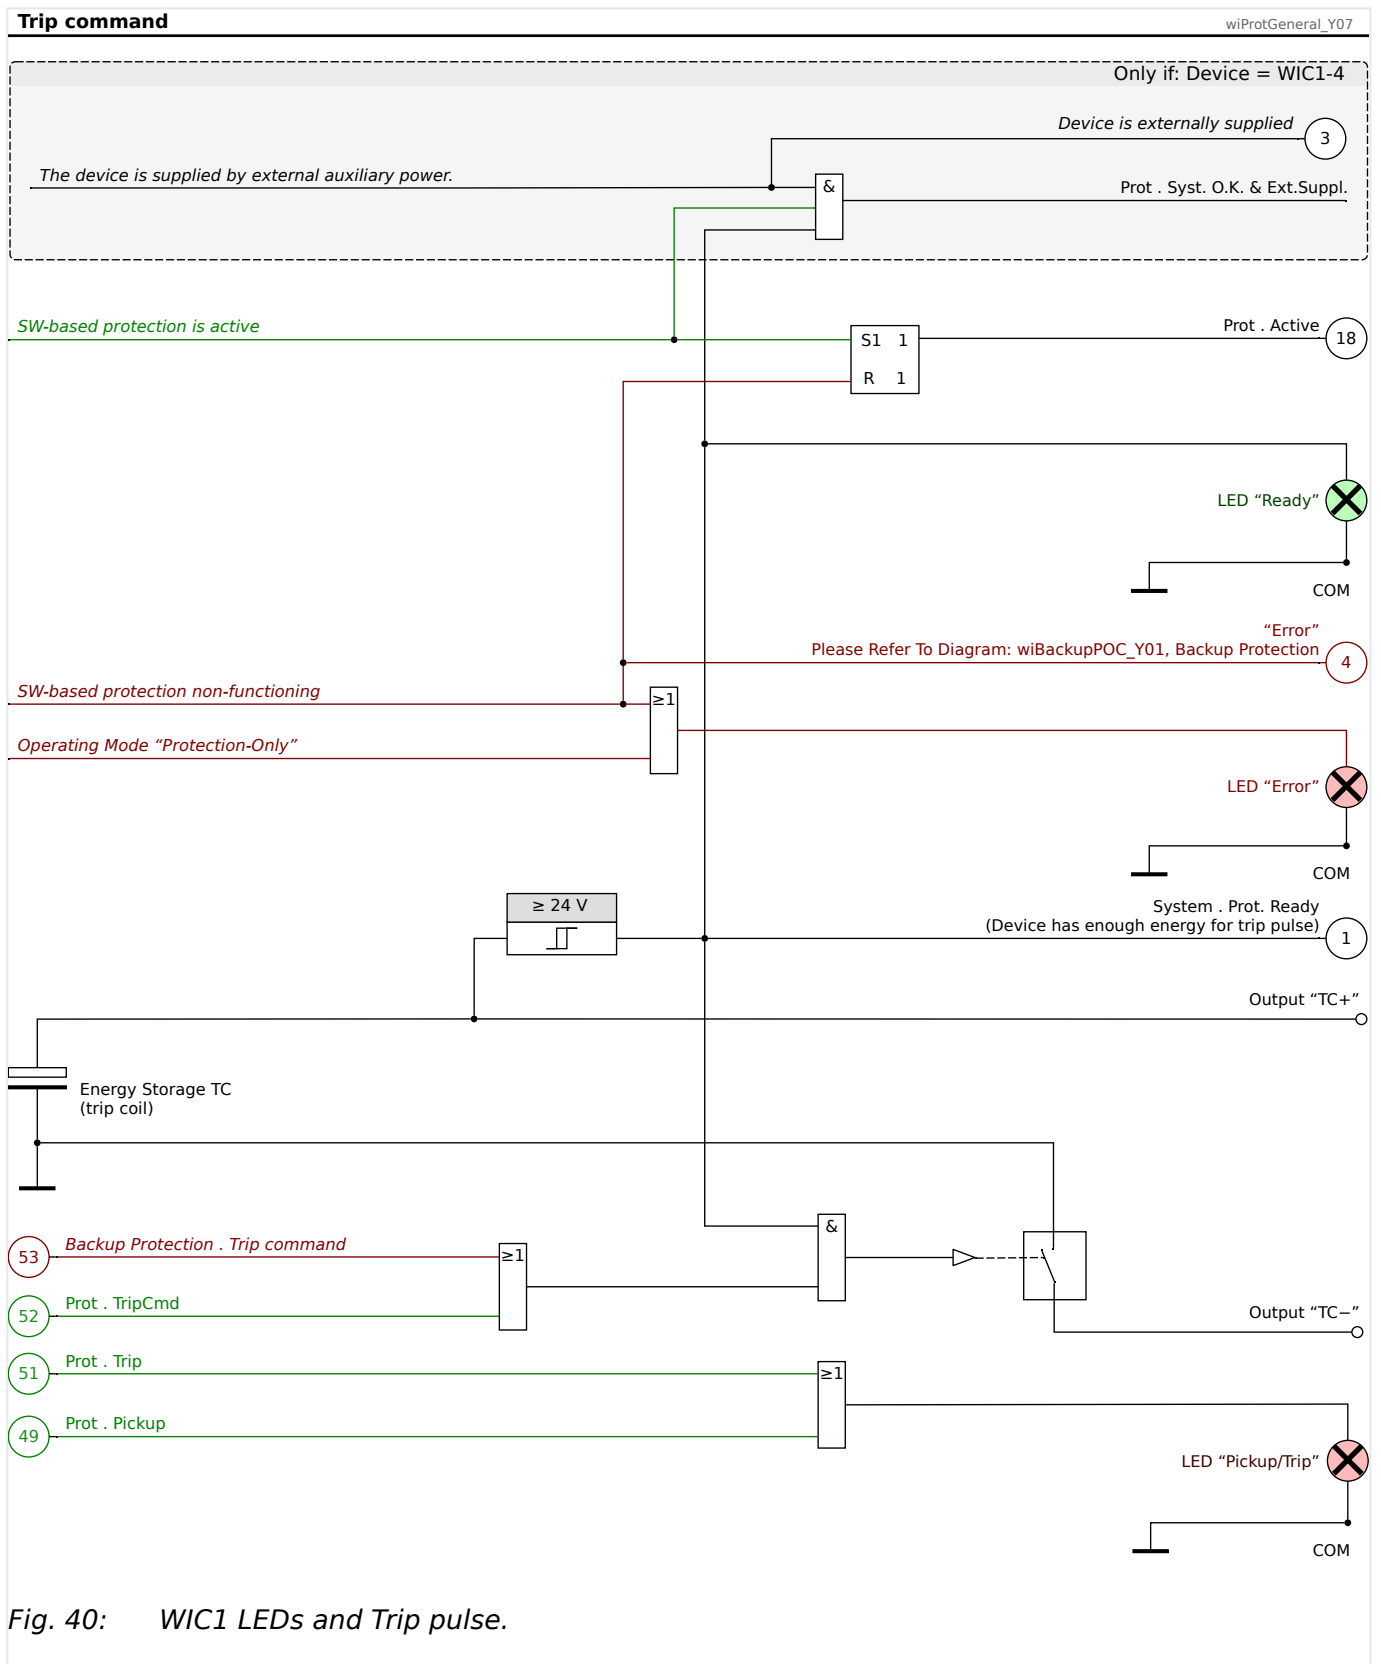 Trip command
wiProtGeneral_Y07
Only if: Device = WIC1-4
Device is externally supplied
3
The device is supplied by external auxiliary power.
&
Prot . Syst. O.K. & Ext.Suppl.
SW-based protection is active
S1 1
R 1
Prot . Active
18
LED “Ready”
COM
“Error”
Please Refer To Diagram: wiBackupPOC_Y01, Backup Protection
4
SW-based protection non-functioning
≥1
Operating Mode “Protection-Only”
LED “Error”
COM
≥ 24 V
System . Prot. Ready
(Device has enough energy for trip pulse)
1
Output “TC+”
Energy Storage TC
(trip coil)
&
53
Backup Protection . Trip command
≥1
52
Prot . TripCmd
Output “TC−”
51
Prot . Trip
≥1
49
Prot . Pickup
LED “Pickup/Trip”
COM
Fig. 40: WIC1 LEDs and Trip pulse.